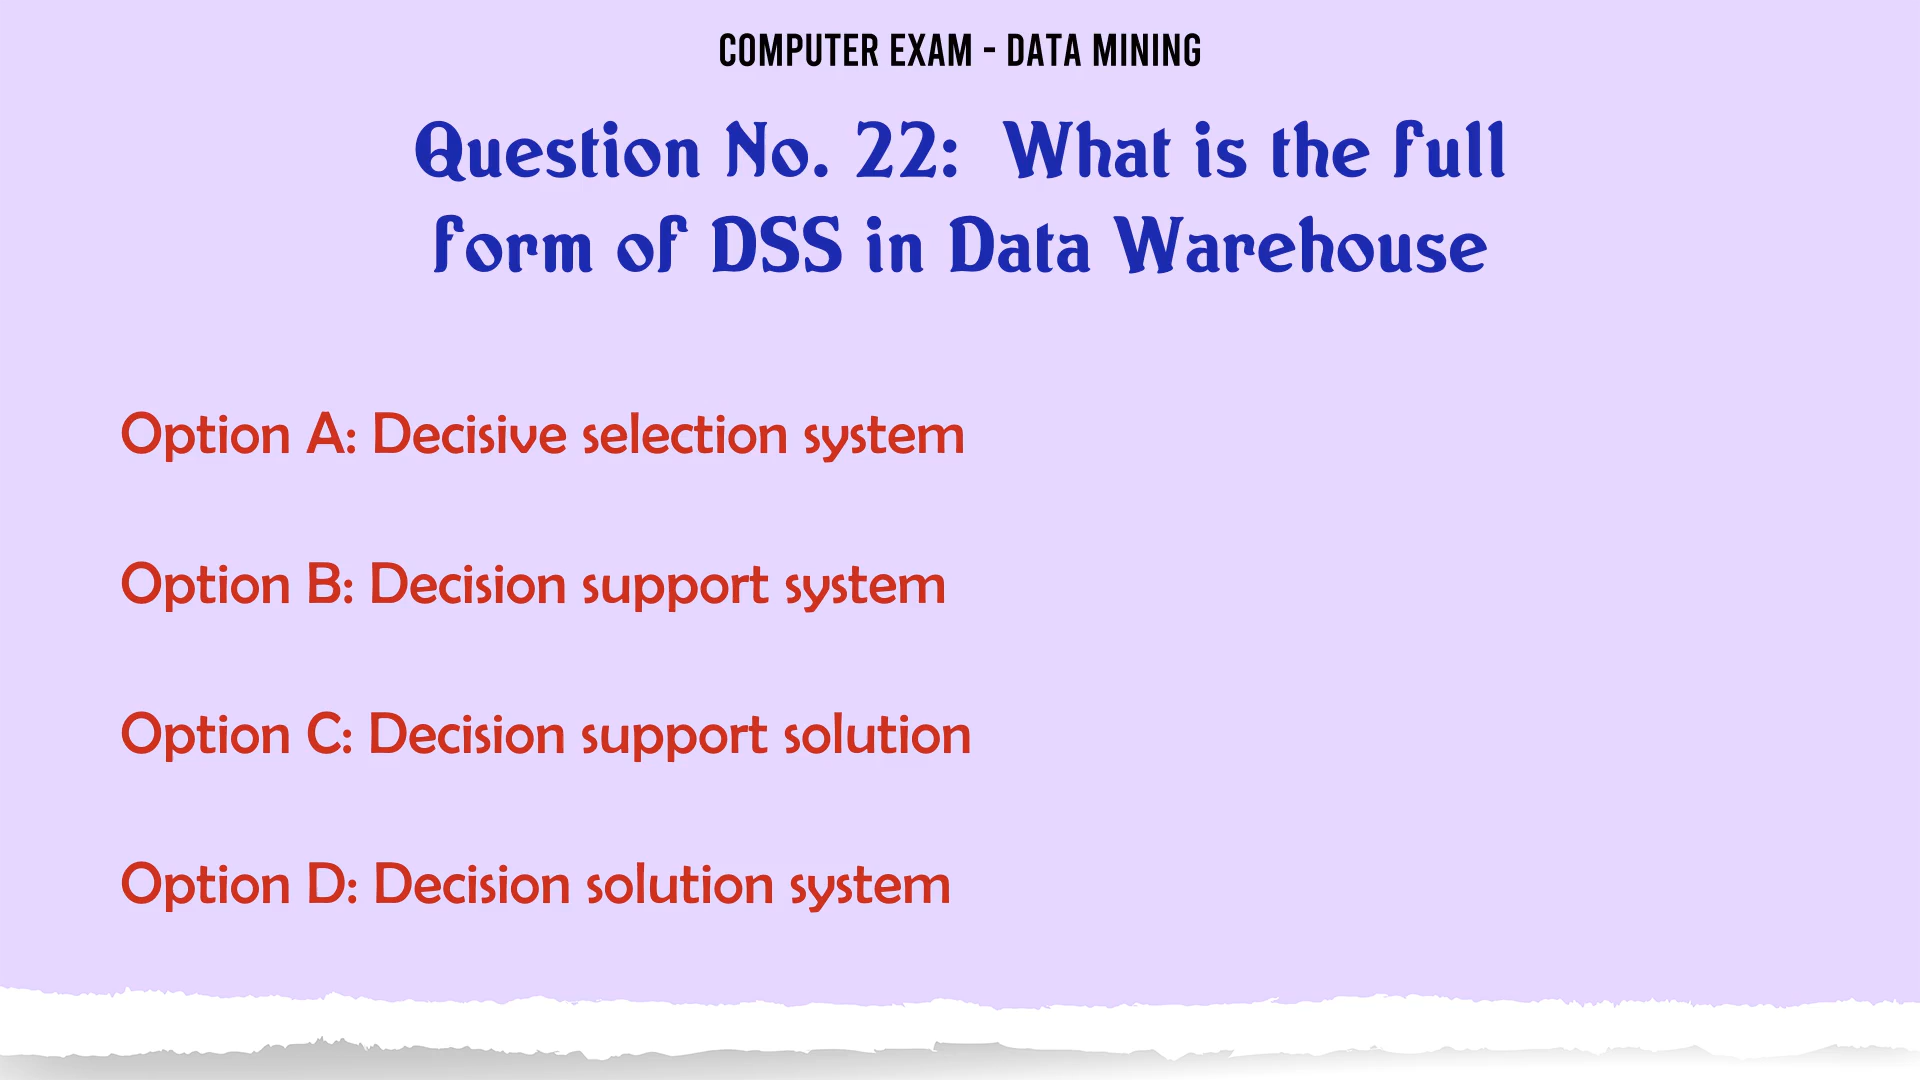 COMPUTER EXAM - DATA MINING
Question No. 22: What is the full
form of DSS in Data Warehouse
Option A: Decisive selection system
Option B: Decision support system
Option C: Decision support solution
Option D: Decision solution system